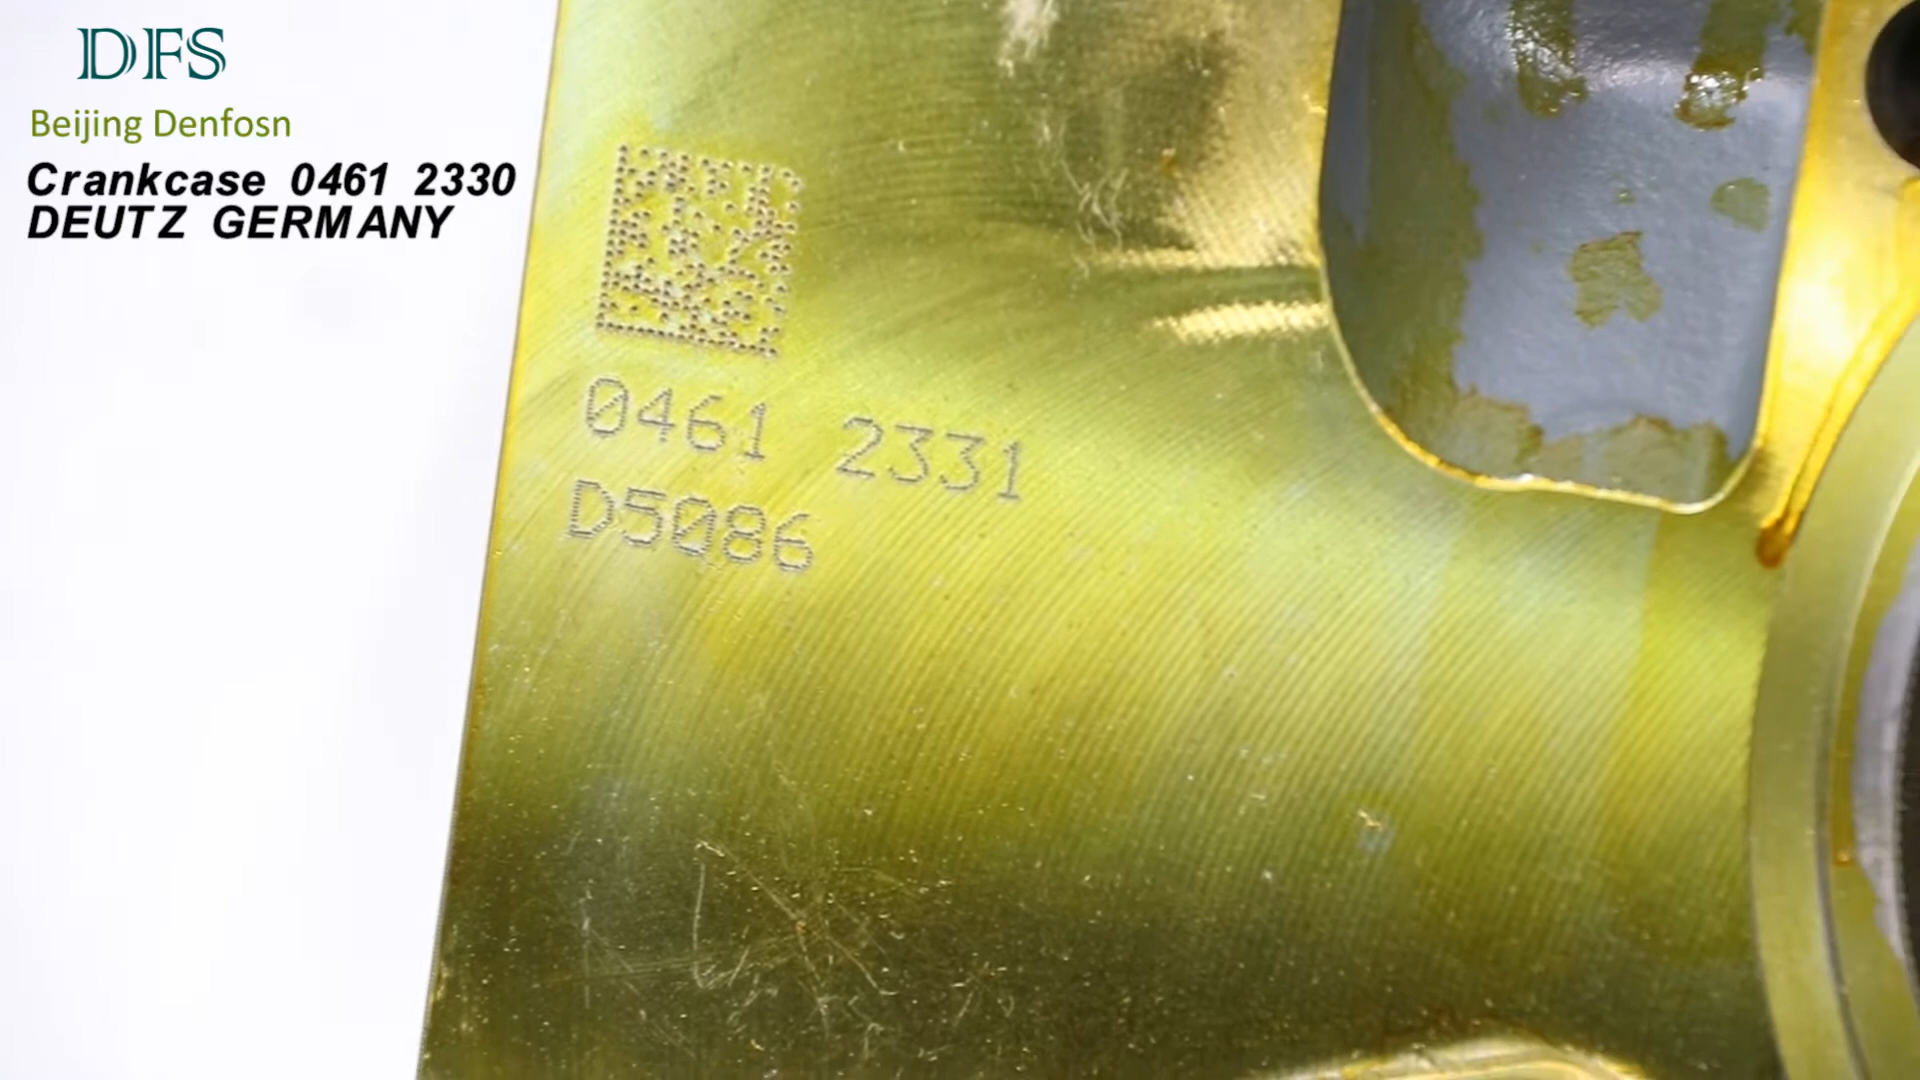 DFS
Beijing Denfosn
Crankcase 0461 2330
DEUTZ GERMANY
0461 2331
D5086